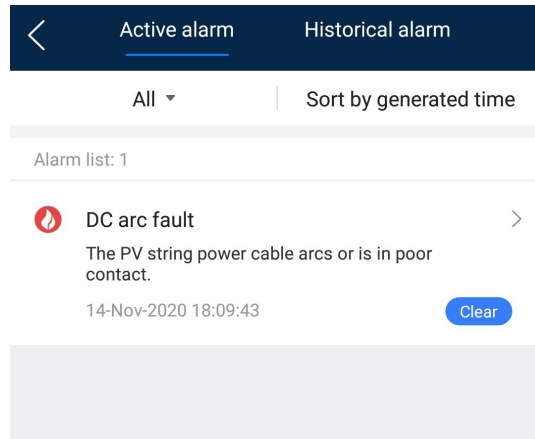 Active alarm
Historical alarm
All
Sort by generated time
Alarm list: 1
DC arc fault
The PV string power cable arcs or is in poor
contact.
14-Nov-2020 18:09:43
Clear